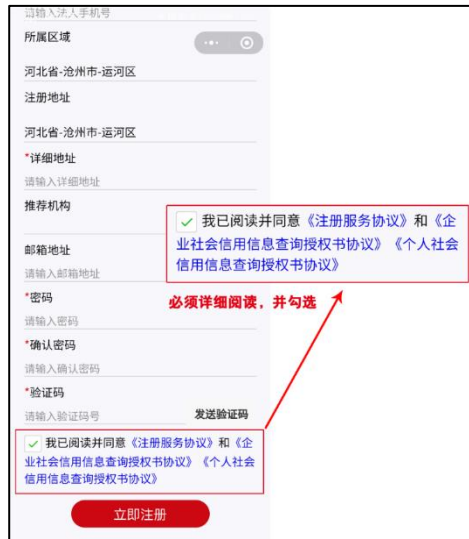 请输入法人手机号
所属区域
河北省-沧州市-运河区
注册地址
河北省-沧州市-运河区
*详细地址
请输入详细地址
推荐机构
邮箱地址
请输入邮箱地址
*密码
请输入密码
*确认密码
请输入确认密码
*验证码
请输入验证码号 发送验证码
我已阅读并同意《注册服务协议》和《企
业社会信用信息查询授权书协议》《个人社会
信用信息查询授权书协议》
立即注册
我已阅读并同意《注册服务协议》和《企
业社会信用信息查询授权书协议》《个人社会
信用信息查询授权书协议》
必须详细阅读，并勾选